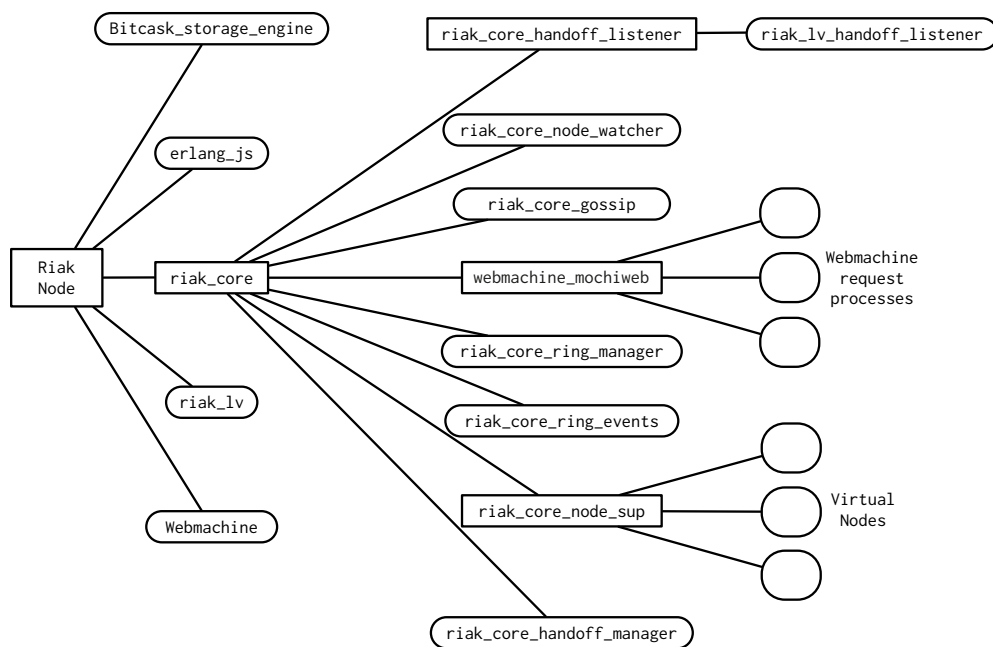 Bitcask_storage_engine
riak_core_handoff_listener
riak_lv_handoff_listener
riak_core_node_watcher
erlang_js
riak_core_gossip
Riak
Node
riak_core
webmachine_mochiweb
Webmachine
request
processes
riak_core_ring_manager
riak_lv
riak_core_ring_events
riak_core_node_sup
Virtual
Nodes
Webmachine
riak_core_handoff_manager